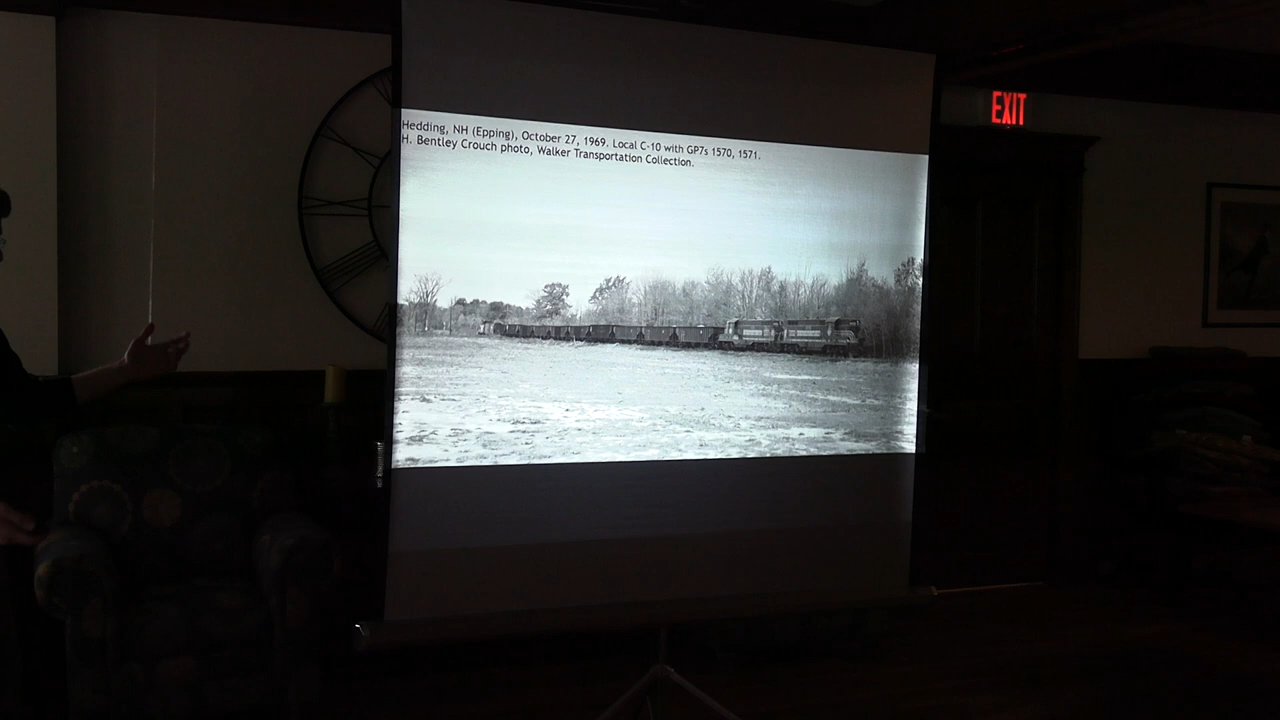 Hedding, NH (Epping), October 27, 1969. Local C-10 with GP7s 1570, 1571.
H. Bentley Crouch photo, Walker Transportation Collection.
EXIT